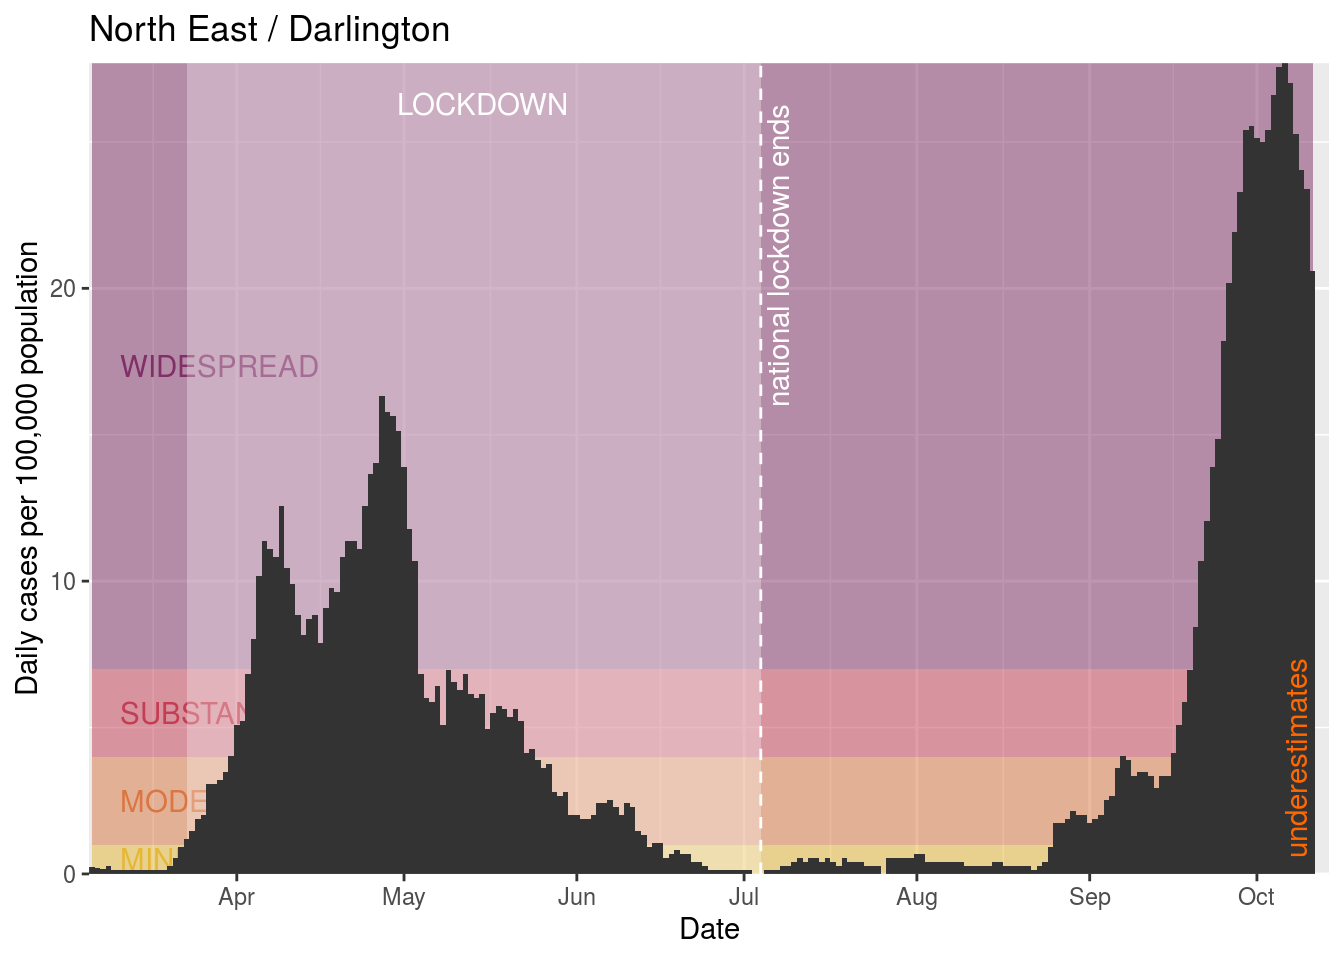 North East / Darlington
LOCKDOWN
national lockdown ends
WIDESPREAD
SUBSTAN
MODE
MIN
underestimates
Daily cases per 100,000 population
20
10
0
Apr May Jun Jul Aug Sep Oct
Date